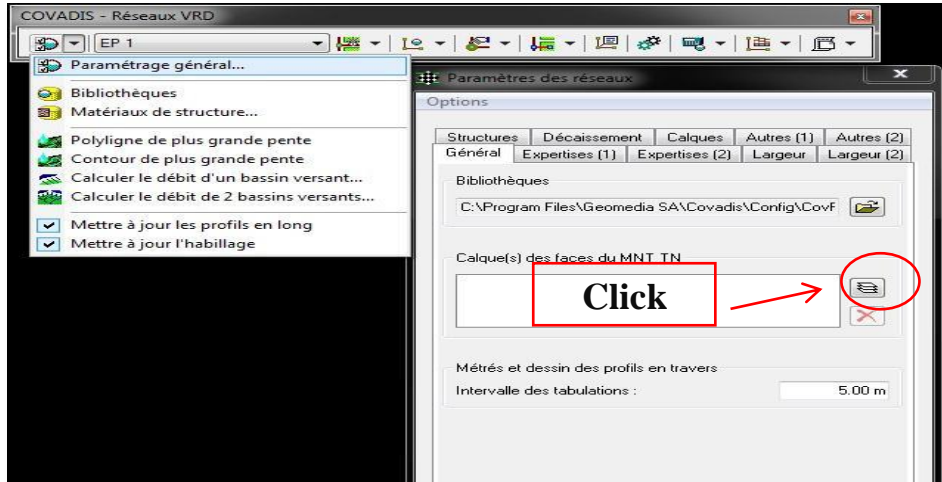 COVADIS - Réseaux VRD
EP 1
Paramétrage général...
Bibliothèques
Matériaux de structure...
Polyligne de plus grande pente
Contour de plus grande pente
Calculer le débit d'un bassin versant...
Calculer le débit de 2 bassins versants...
Mettre à jour les profils en long
Mettre à jour l'habillage
Paramètres des réseaux
Options
Structures Décaissement Calques Autres (1) Autres (2)
Général Expertises (1) Expertises (2) Largeur Largeur (2)
Bibliothèques
C:\Program Files\Geomedia SA\Covadis\Config\CovF
Calque(s) des faces du MNT TN
Click
Métrés et dessin des profils en travers
Intervalle des tabulations : 5.00 m